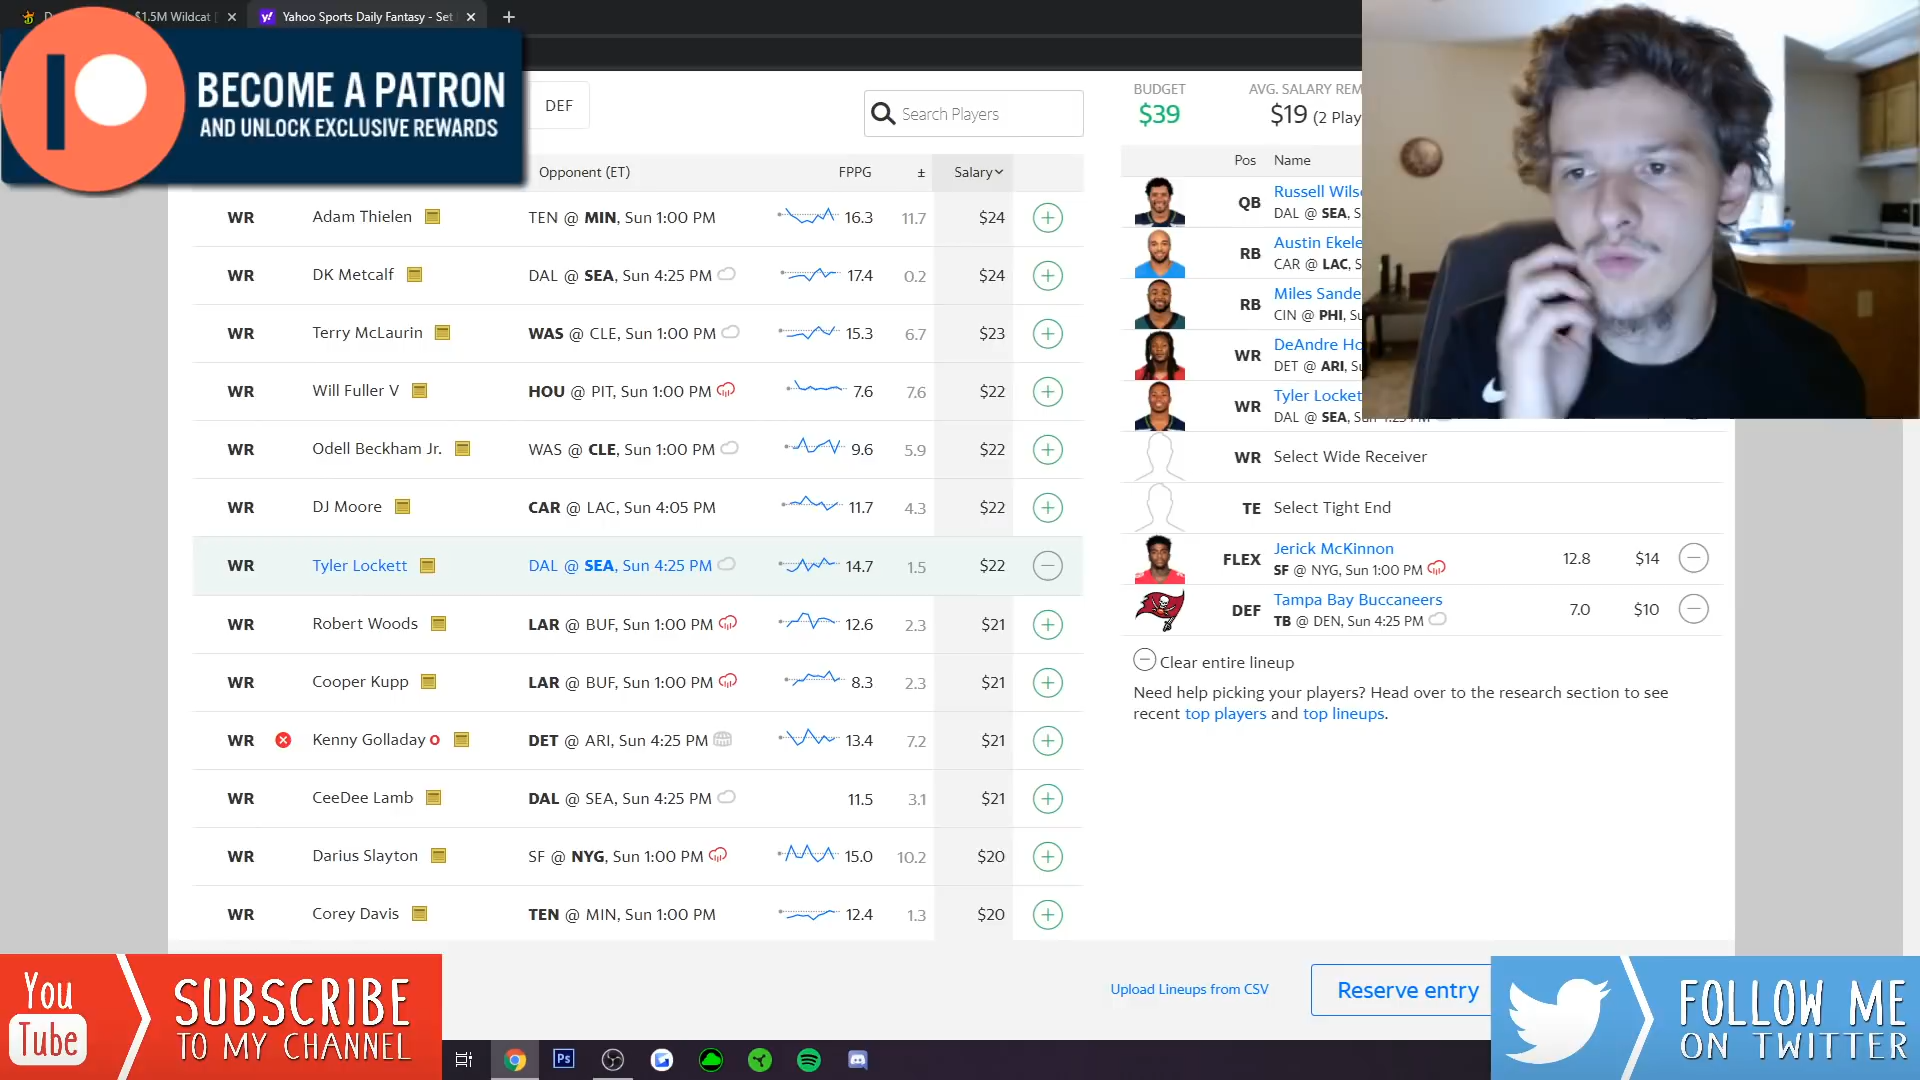 $1.5M Wildcat
Yahoo Sports Daily Fantasy - Set
BECOME A PATRON
AND UNLOCK EXCLUSIVE REWARDS
DEF
Search Players
BUDGET
$39
AVG. SALARY REM
$19 (2 Play
Opponent (ET) FPPG ± Salary
WR Adam Thielen TEN @ MIN, Sun 1:00 PM 16.3 11.7 $24
WR DK Metcalf DAL @ SEA, Sun 4:25 PM 17.4 0.2 $24
WR Terry McLaurin WAS @ CLE, Sun 1:00 PM 15.3 6.7 $23
WR Will Fuller V HOU @ PIT, Sun 1:00 PM 7.6 7.6 $22
WR Odell Beckham Jr. WAS @ CLE, Sun 1:00 PM 9.6 5.9 $22
WR DJ Moore CAR @ LAC, Sun 4:05 PM 11.7 4.3 $22
WR Tyler Lockett DAL @ SEA, Sun 4:25 PM 14.7 1.5 $22
WR Robert Woods LAR @ BUF, Sun 1:00 PM 12.6 2.3 $21
WR Cooper Kupp LAR @ BUF, Sun 1:00 PM 8.3 2.3 $21
WR Kenny Golladay O DET @ ARI, Sun 4:25 PM 13.4 7.2 $21
WR CeeDee Lamb DAL @ SEA, Sun 4:25 PM 11.5 3.1 $21
WR Darius Slayton SF @ NYG, Sun 1:00 PM 15.0 10.2 $20
WR Corey Davis TEN @ MIN, Sun 1:00 PM 12.4 1.3 $20
Pos Name
QB Russell Wilso
DAL @ SEA, S
RB Austin Ekele
CAR @ LAC, S
RB Miles Sande
CIN @ PHI, Su
WR DeAndre Ho
DET @ ARI, Su
WR Tyler Locket
DAL @ SEA, Sun 4:25 PM
WR Select Wide Receiver
TE Select Tight End
FLEX Jerick McKinnon 12.8 $14
SF @ NYG, Sun 1:00 PM
DEF Tampa Bay Buccaneers 7.0 $10
TB @ DEN, Sun 4:25 PM
Clear entire lineup
Need help picking your players? Head over to the research section to see
recent top players and top lineups.
Upload Lineups from CSV
Reserve entry
You
Tube
SUBSCRIBE
TO MY CHANNEL
Ps
FOLLOW ME
ON TWITTER